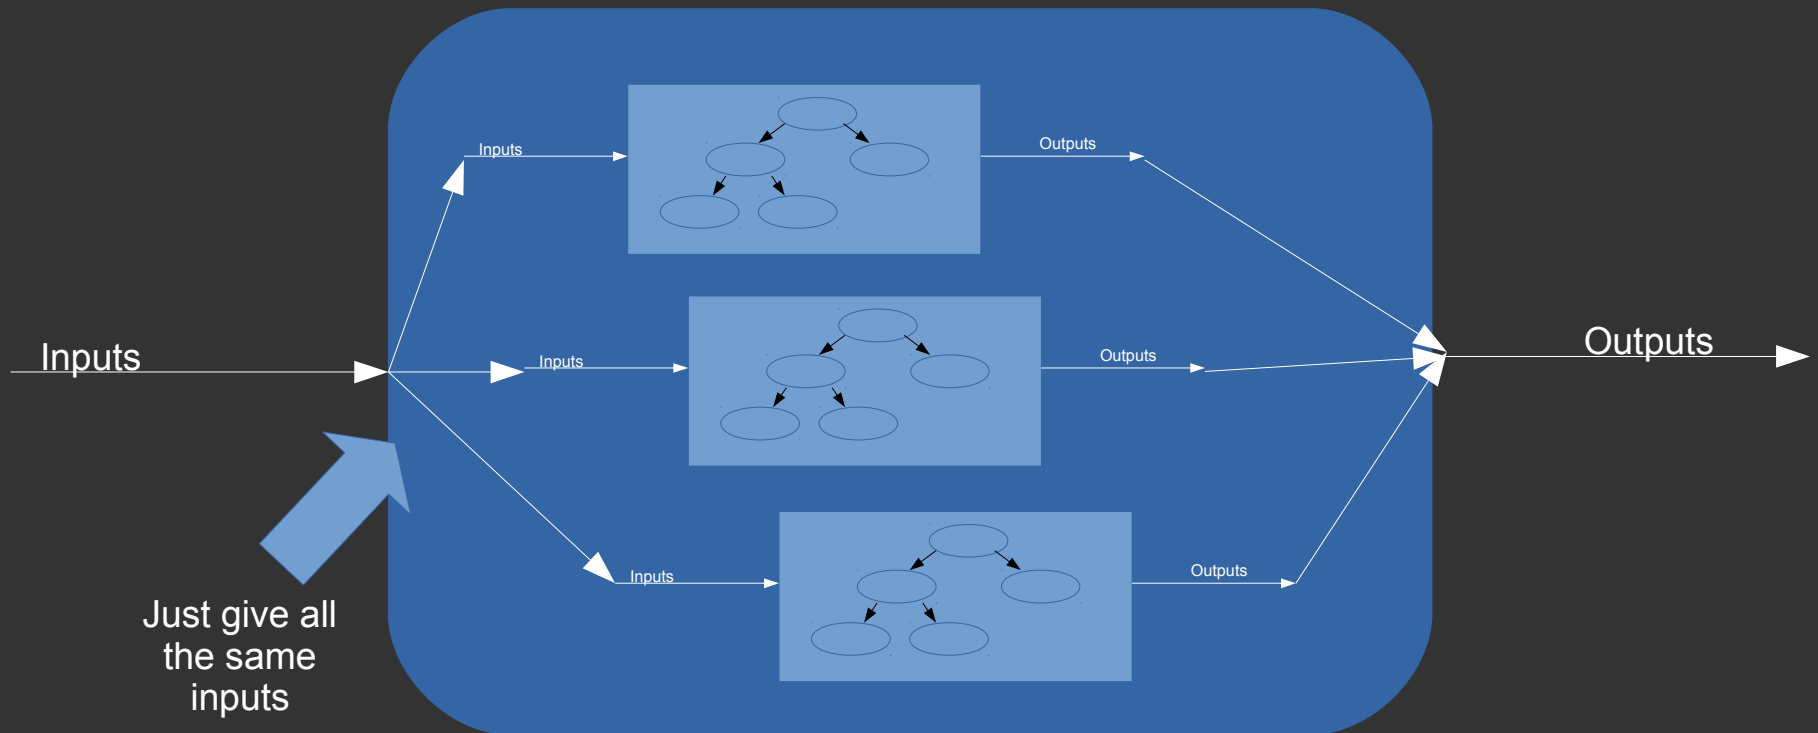 Inputs
Outputs
Inputs
Inputs
Outputs
Outputs
Inputs
Outputs
Just give all
the same
inputs